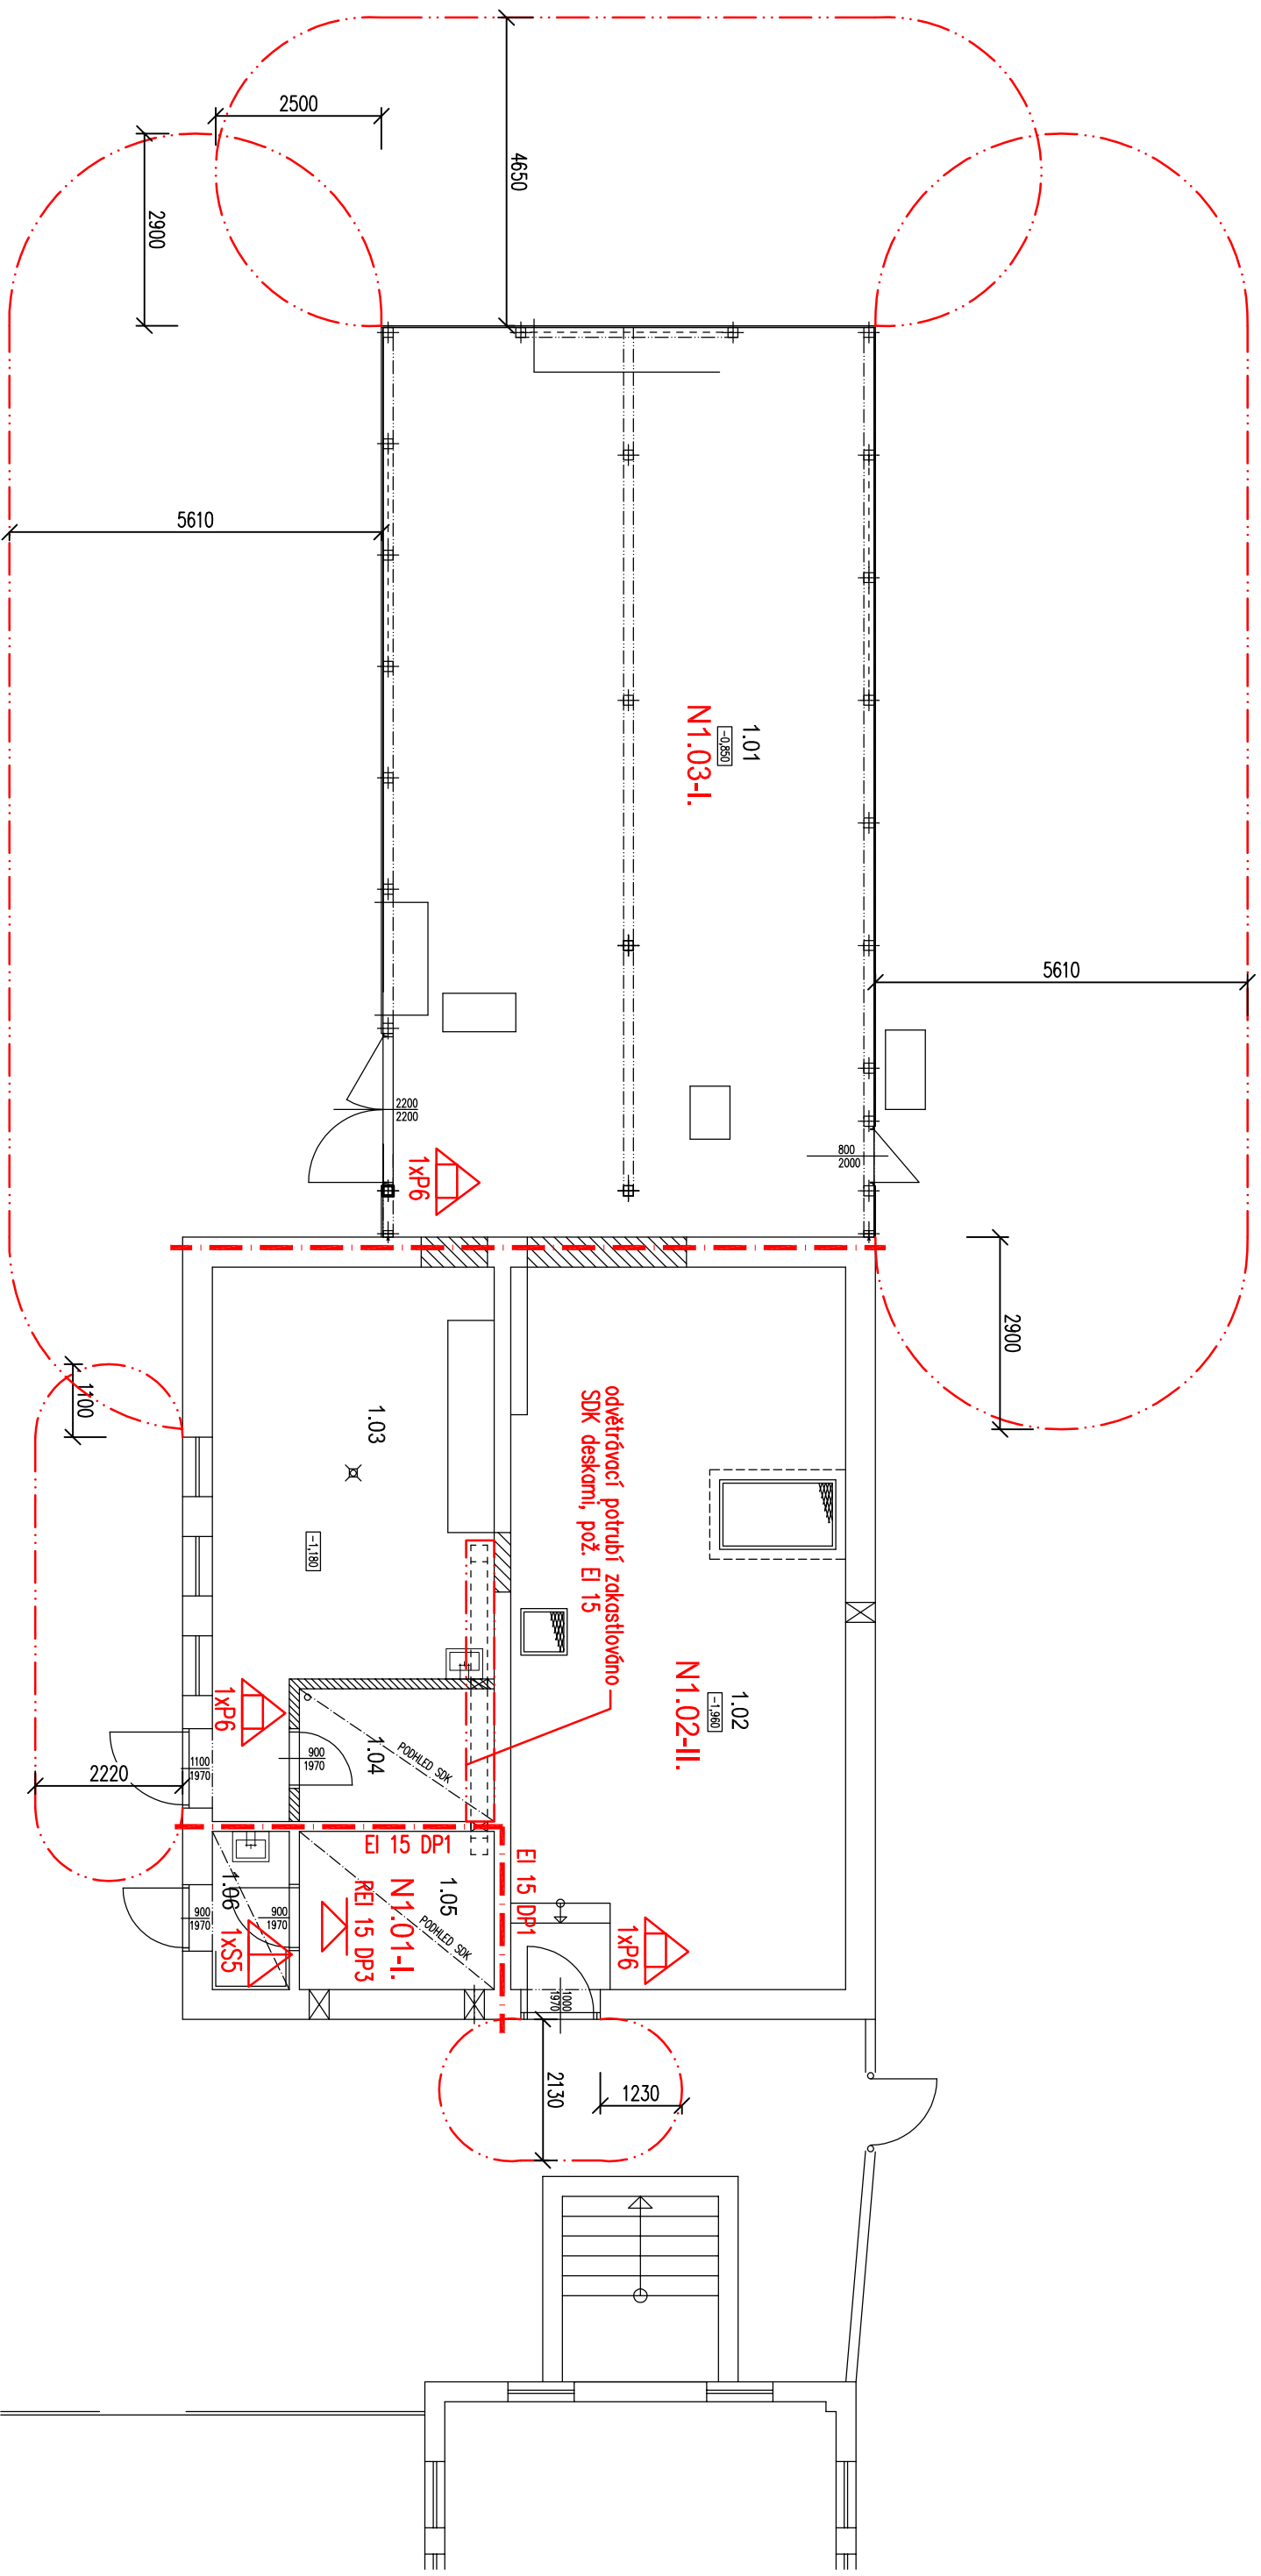 2500
4650
2900
5610
5610
1.01
-0,850
N1.03-I.
2200
2200
800
2000
1xP6
2900
1100
odvětrávací potrubí zakastlováno
SDK deskami, pož. EI 15
1.03
-1,180
1.02
-1,960
N1.02-II.
1xP6
1100
1970
900
1970
1.04
PODHLED SDK
2220
EI 15 DP1
EI 15 DP1
1.05
N1.01-I.
REI 15 DP3
PODHLED SDK
1.06
900
1970
900
1970
1xS5
1xP6
1000
1970
2130
1230